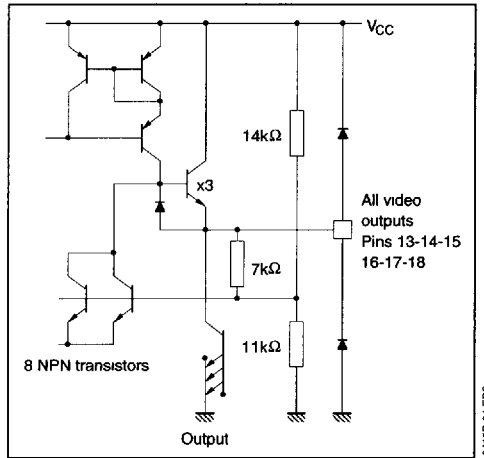 VCC
14kΩ
x3
All video
outputs
Pins 13-14-15
16-17-18
7kΩ
11kΩ
8 NPN transistors
Output